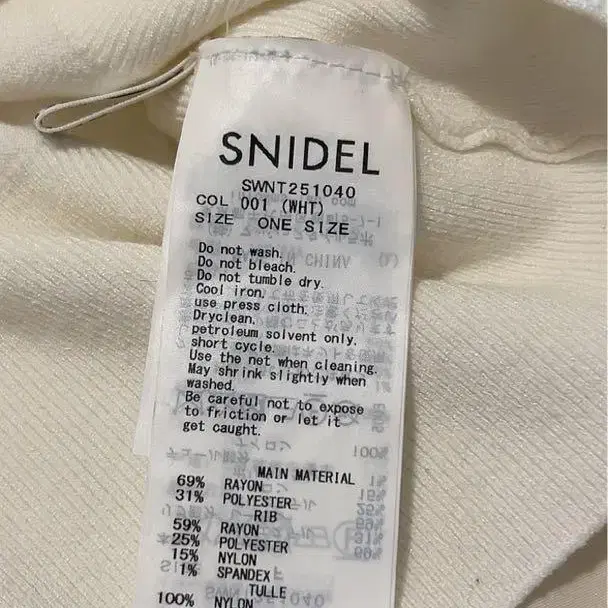 SNIDEL
SWNT251040
COL 001 (WHT)
SIZE ONE SIZE
Do not wash.
Do not bleach.
Do not tumble dry.
Cool iron.
use press cloth.
Dryclean.
petroleum solvent only.
short cycle.
Use the net when cleaning.
May shrink slightly when
washed.
Be careful not to expose
to friction or let it
get caught.
MAIN MATERIAL
69% RAYON
31% POLYESTER
RIB
59% RAYON
*25% POLYESTER
15% NYLON
1% SPANDEX
TULLE
100% NYLON